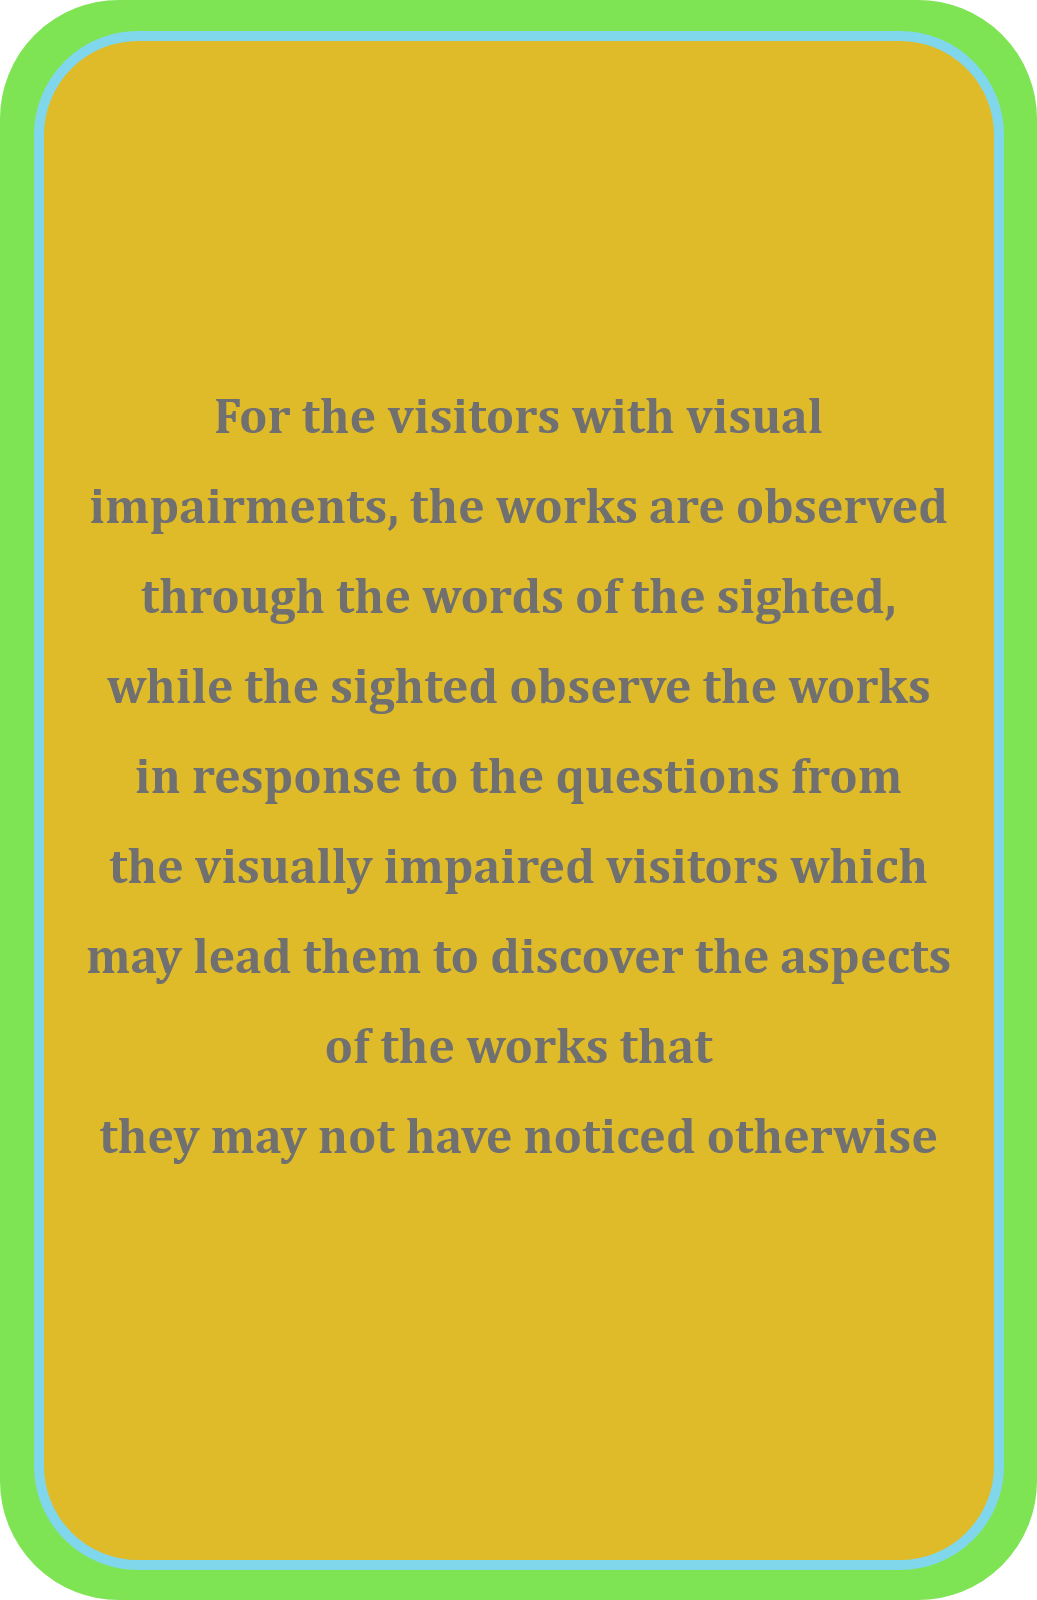 For the visitors with visual
impairments, the works are observed
through the words of the sighted,
while the sighted observe the works
in response to the questions from
the visually impaired visitors which
may lead them to discover the aspects
of the works that
they may not have noticed otherwise